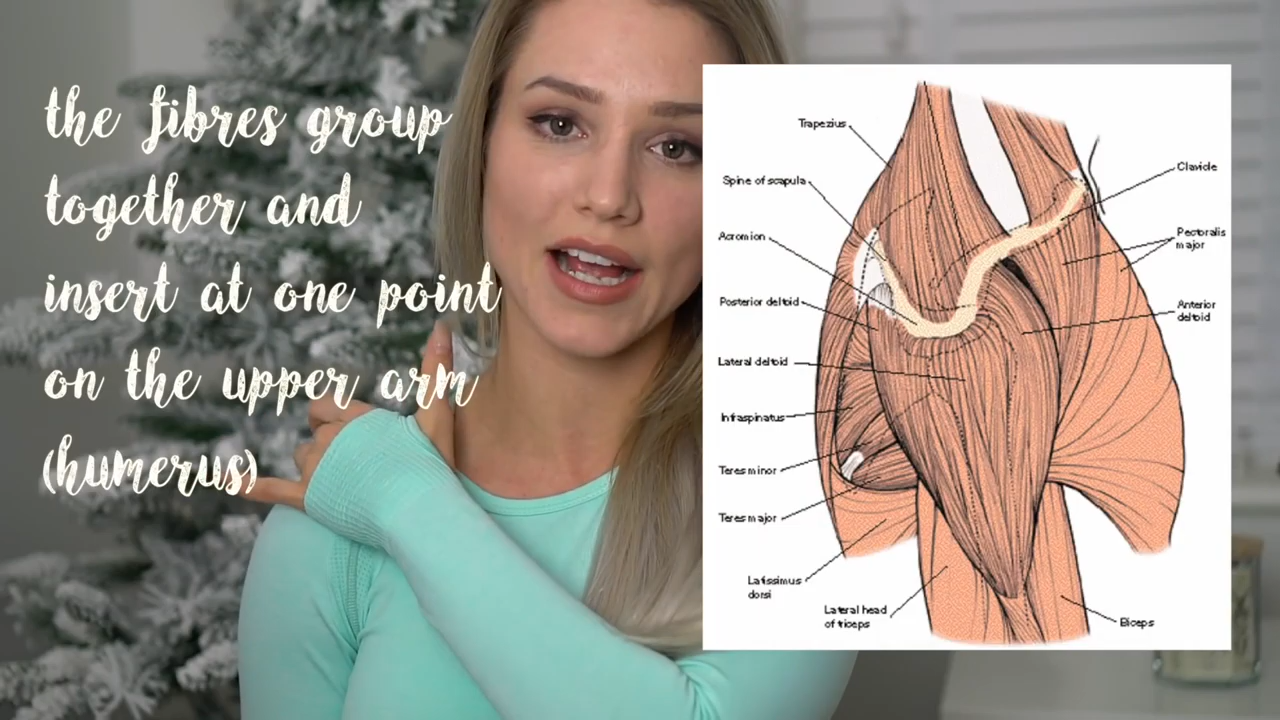 the fibres group
together and
insert at one point
on the upper arm
(humerus)
Trapezius
Spine of scapula
Acromion
Posterior deltoid
Lateral deltoid
Infraspinatus
Teres minor
Teres major
Latissimus
dorsi
Lateral head
of triceps
Clavicle
Pectoralis
major
Anterior
deltoid
Biceps